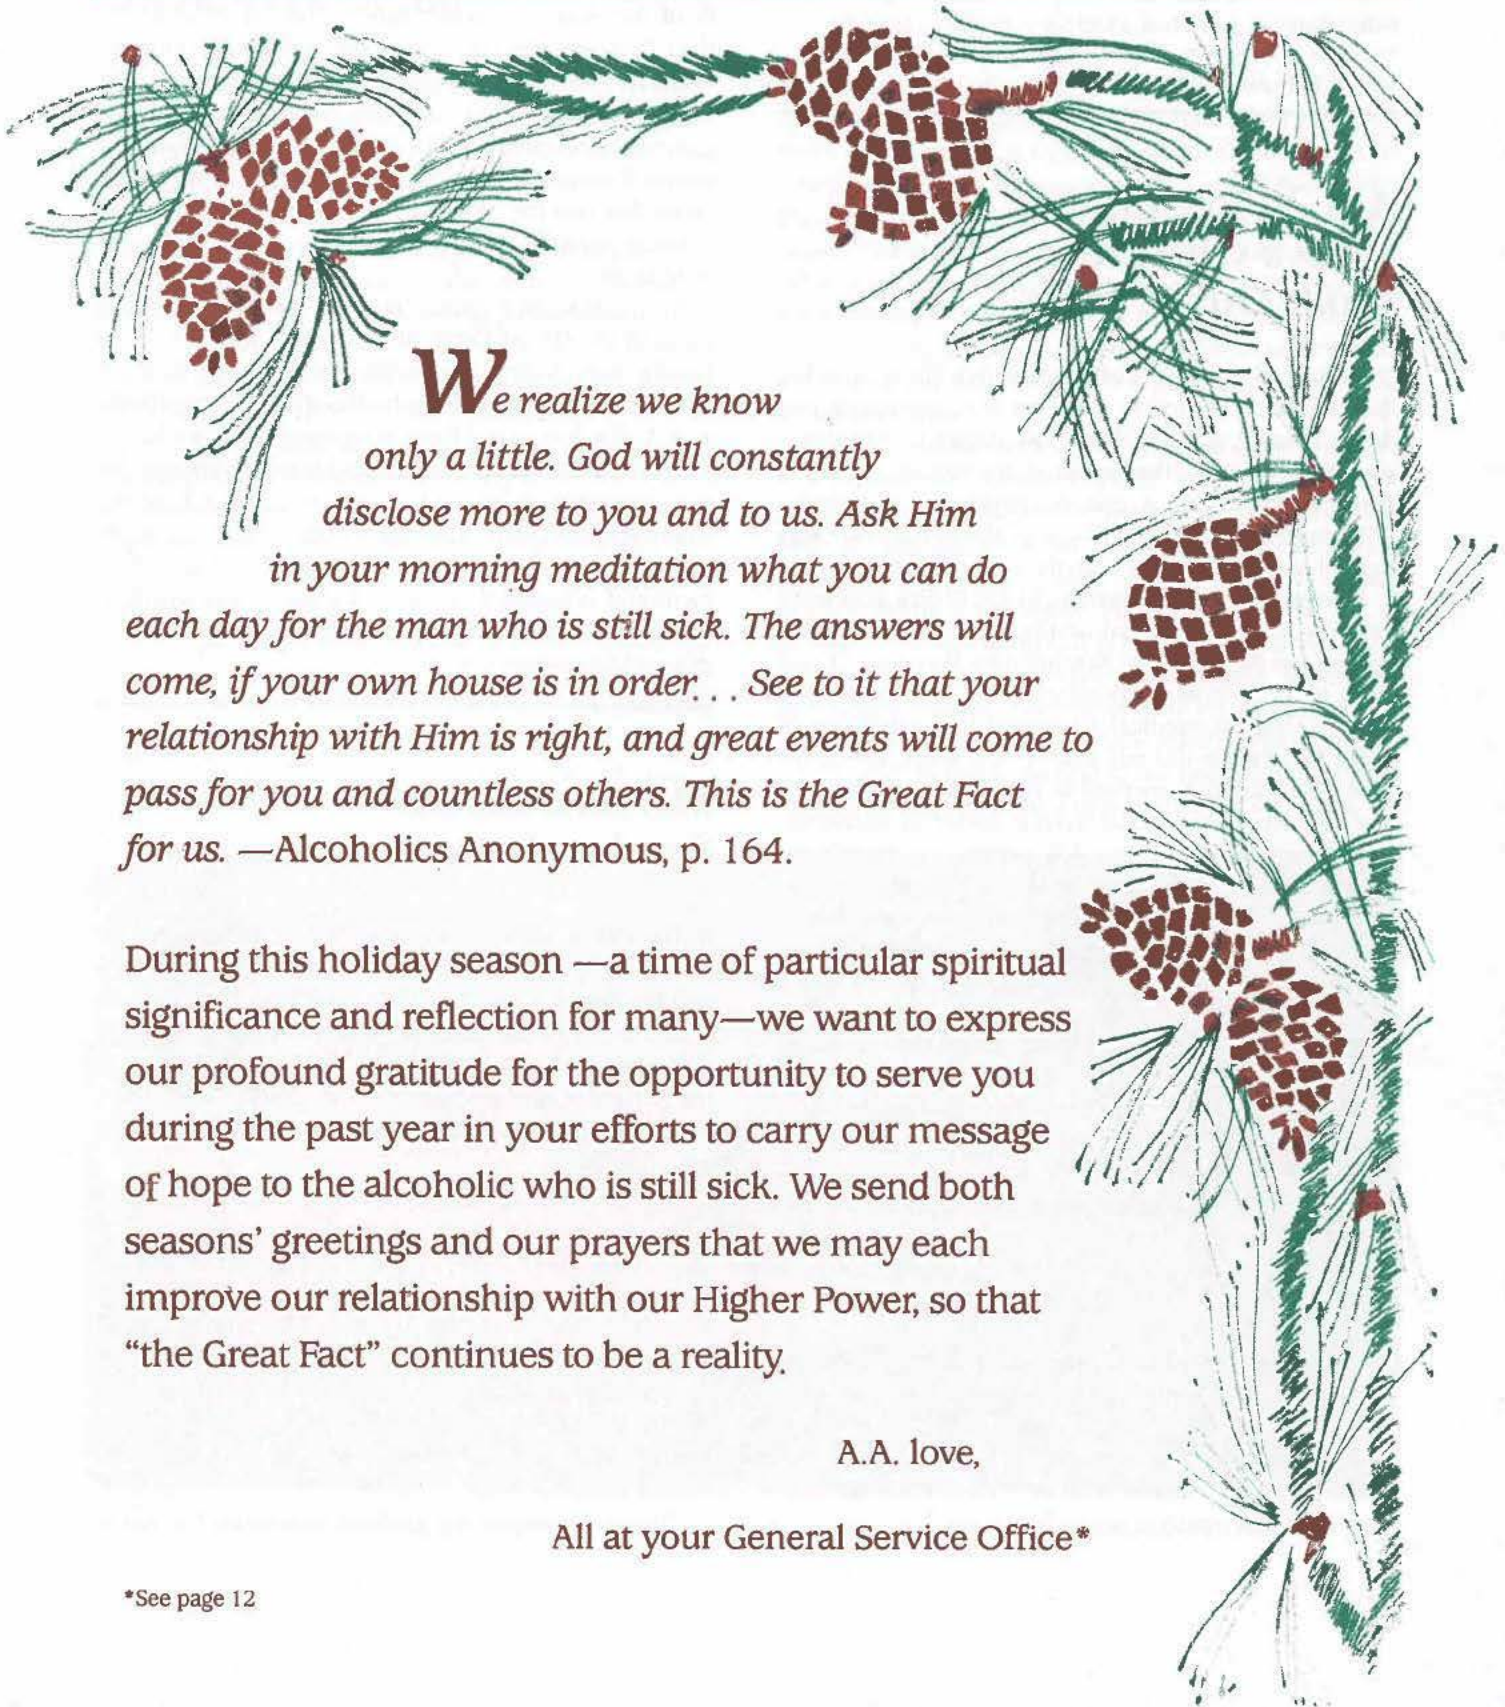 We realize we know
only a little. God will constantly
disclose more to you and to us. Ask Him
in your morning meditation what you can do
each day for the man who is still sick. The answers will
come, if your own house is in order. . . See to it that your
relationship with Him is right, and great events will come to
pass for you and countless others. This is the Great Fact
for us. —Alcoholics Anonymous, p. 164.
During this holiday season —a time of particular spiritual
significance and reflection for many—we want to express
our profound gratitude for the opportunity to serve you
during the past year in your efforts to carry our message
of hope to the alcoholic who is still sick. We send both
seasons' greetings and our prayers that we may each
improve our relationship with our Higher Power, so that
“the Great Fact” continues to be a reality.
A.A. love,
All at your General Service Office*
*See page 12